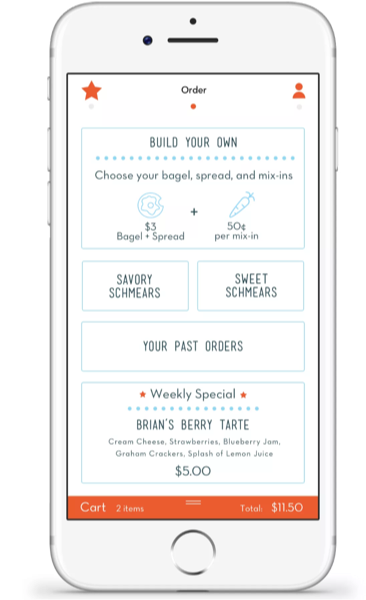 Order
BUILD YOUR OWN
Choose your bagel, spread, and mix-ins
+
$3
Bagel + Spread
50¢
per mix-in
SAVORY
SCHMEARS
SWEET
SCHMEARS
YOUR PAST ORDERS
Weekly Special
BRIAN'S BERRY TARTE
Cream Cheese, Strawberries, Blueberry Jam,
Graham Crackers, Splash of Lemon Juice
$5.00
Cart 2 items Total: $11.50